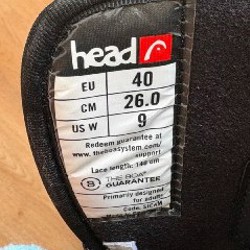 head
EU 40
CM 26.0
US W 9
Redeem guarantee at
www.theboasystem.com/
support
Lace length: 140 cm
THE BOA®
GUARANTEE
Primarily designed
for adults